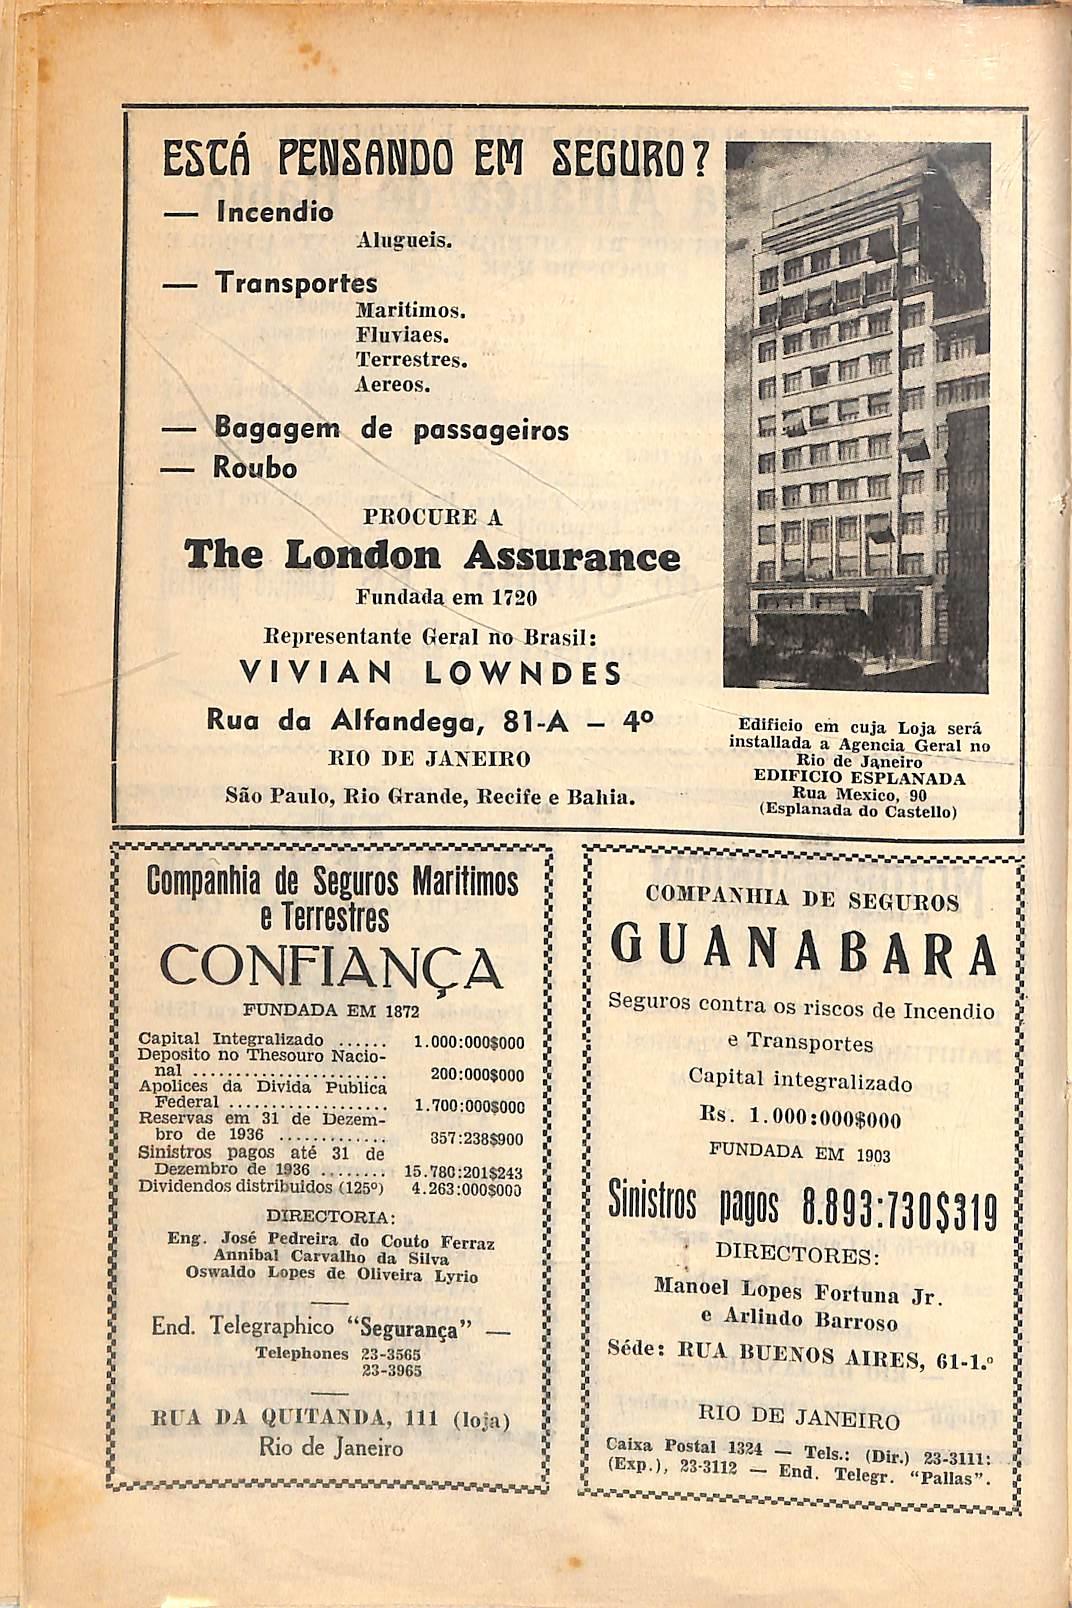 ESTÁ PENSANDO EM SEGURO?
— Incendio
Alugueis.
— Transportes
Maritimos.
Fluviaes.
Terrestres.
Aereos.
— Bagagem de passageiros
— Roubo
PROCURE A
The London Assurance
Fundada em 1720
Representante Geral no Brasil:
VIVIAN LOWNDES
Rua da Alfandega, 81-A — 4º
RIO DE JANEIRO
São Paulo, Rio Grande, Recife e Bahia.
Edificio em cuja Loja será
installada a Agencia Geral no
Rio de Janeiro
EDIFICIO ESPLANADA
Rua Mexico, 90
(Esplanada do Castello)
Companhia de Seguros Maritimos
e Terrestres
CONFIANÇA
FUNDADA EM 1872
Capital Integralizado ...... 1.000:000$000
Deposito no Thesouro Nacio-
nal ....................... 200:000$000
Apolices da Divida Publica
Federal ................... 1.700:000$000
Reservas em 31 de Dezem-
bro de 1936 ............. 357:238$900
Sinistros pagos até 31 de
Dezembro de 1936 ........ 15.780:201$243
Dividendos distribuidos (125º) 4.263:000$000
DIRECTORIA:
Eng. José Pedreira do Couto Ferraz
Annibal Carvalho da Silva
Oswaldo Lopes de Oliveira Lyrio
End. Telegraphico "Segurança" —
Telephones 23-3565
23-3965
RUA DA QUITANDA, 111 (loja)
Rio de Janeiro
COMPANHIA DE SEGUROS
GUANABARA
Seguros contra os riscos de Incendio
e Transportes
Capital integralizado
Rs. 1.000:000$000
FUNDADA EM 1903
Sinistros pagos 8.893:730$319
DIRECTORES:
Manoel Lopes Fortuna Jr.
e Arlindo Barroso
Séde: RUA BUENOS AIRES, 61-1.º
RIO DE JANEIRO
Caixa Postal 1324 — Tels.: (Dir.) 23-3111:
(Exp.), 23-3112 — End. Telegr. "Pallas".